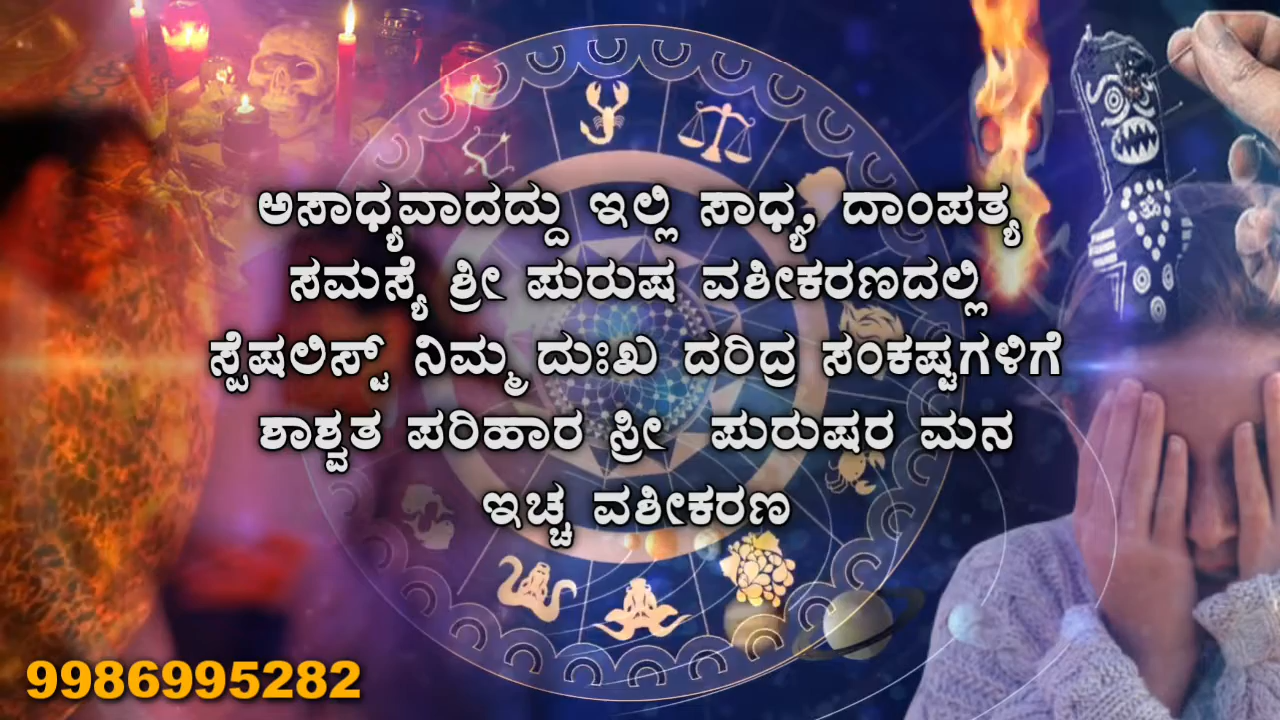 ಅಸಾಧ್ಯವಾದದ್ದು ಇಲ್ಲಿ ಸಾಧ್ಯ, ದಾಂಪತ್ಯ
ಸಮಸ್ಯೆ ಶ್ರೀ ಪುರುಷ ವಶೀಕರಣದಲ್ಲಿ
ಸ್ಪೆಷಲಿಸ್ಟ್ ನಿಮ್ಮ ದುಃಖ ದರಿದ್ರ ಸಂಕಷ್ಟಗಳಿಗೆ
ಶಾಶ್ವತ ಪರಿಹಾರ ಸ್ರೀ ಪುರುಷರ ಮನ
ಇಚ್ಚ ವಶೀಕರಣ
9986995282